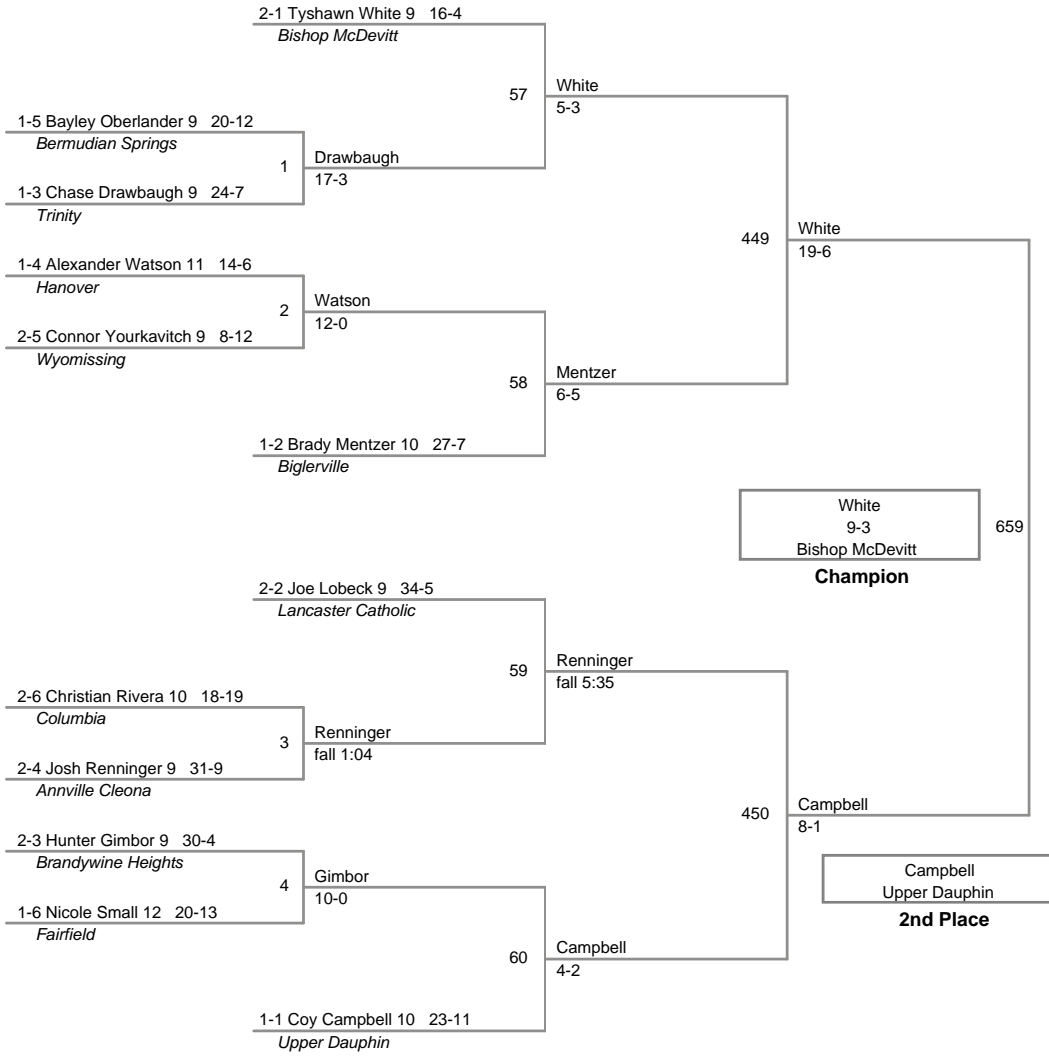 2-1 Tyshawn White 9 16-4
Bishop McDevitt
57
White
5-3
1-5 Bayley Oberlander 9 20-12
Bermudian Springs
1
Drawbaugh
17-3
1-3 Chase Drawbaugh 9 24-7
Trinity
449
White
19-6
1-4 Alexander Watson 11 14-6
Hanover
2
Watson
12-0
2-5 Connor Yourkavitch 9 8-12
Wyomissing
58
Mentzer
6-5
1-2 Brady Mentzer 10 27-7
Biglerville
White
9-3
Bishop McDevitt
Champion
659
2-2 Joe Lobeck 9 34-5
Lancaster Catholic
59
Renninger
fall 5:35
2-6 Christian Rivera 10 18-19
Columbia
3
Renninger
fall 1:04
2-4 Josh Renninger 9 31-9
Annville Cleona
450
Campbell
8-1
2-3 Hunter Gimbor 9 30-4
Brandywine Heights
4
Gimbor
10-0
1-6 Nicole Small 12 20-13
Fairfield
Campbell
Upper Dauphin
2nd Place
60
Campbell
4-2
1-1 Coy Campbell 10 23-11
Upper Dauphin